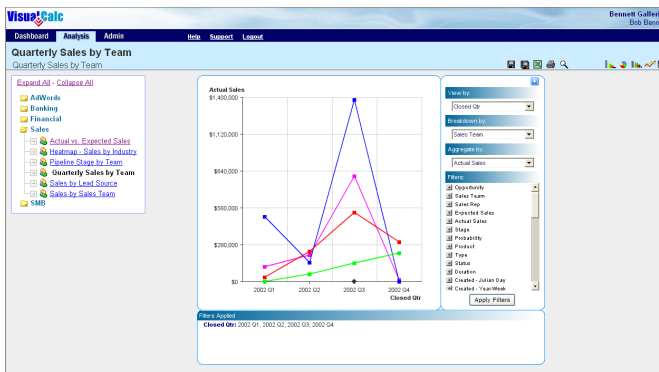 VisualCalc
Bennett Galleri
Bob Benn
Dashboard Analysis Admin Help Support Logout
Quarterly Sales by Team
Quarterly Sales by Team
Expand All - Collapse All
AdWords
Banking
Financial
Sales
Actual vs. Expected Sales
Heatmap - Sales by Industry
Pipeline Stage by Team
Quarterly Sales by Team
Sales by Lead Source
Sales by Sales Team
SMB
Actual Sales
$1,400,000
$1,120,000
$840,000
$560,000
$280,000
$0
2002 Q1 2002 Q2 2002 Q3 2002 Q4
Closed Qtr
View by:
Closed Qtr
Breakdown by:
Sales Team
Aggregate by:
Actual Sales
Filters:
Opportunity
Sales Team
Sales Rep
Expected Sales
Actual Sales
Stage
Probability
Product
Type
Status
Duration
Created - Julian Day
Created - Year-Week
Apply Filters
Filters Applied
Closed Qtr: 2002 Q1, 2002 Q2, 2002 Q3, 2002 Q4